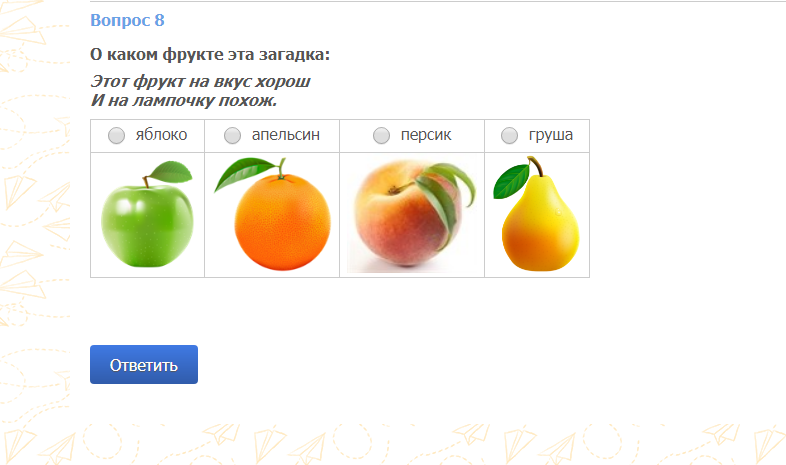 Вопрос 8
О каком фрукте эта загадка:
Этот фрукт на вкус хорош
И на лампочку похож.
яблоко апельсин персик груша
Ответить